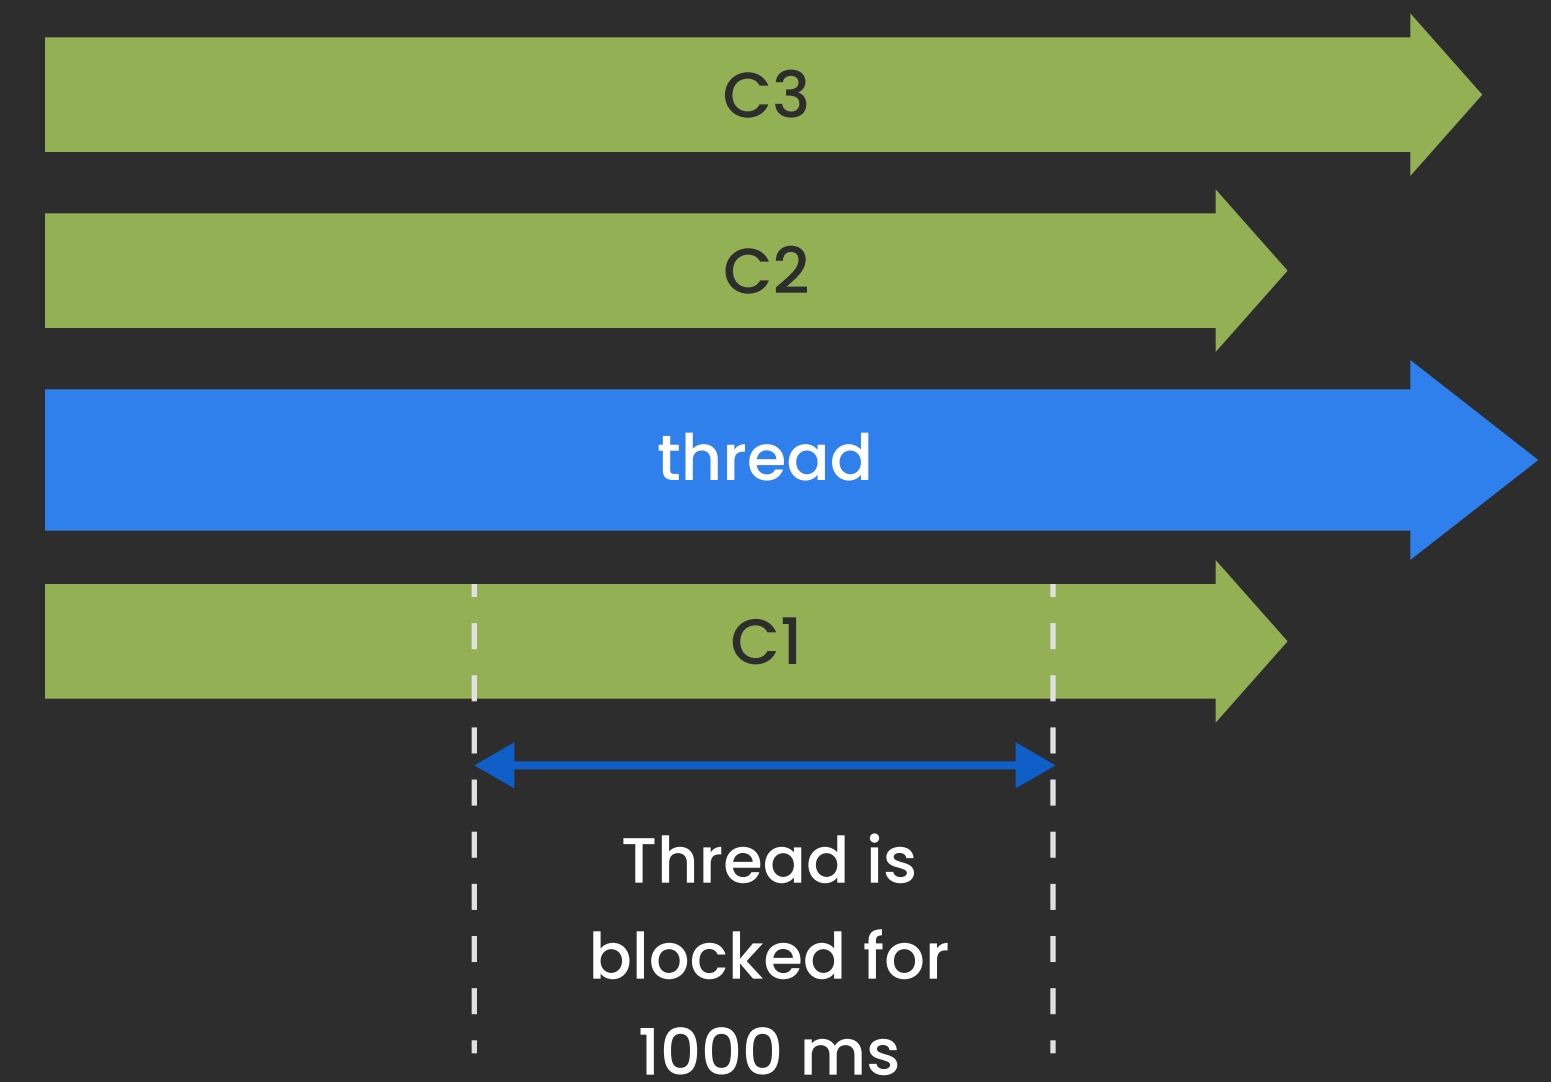 C3
C2
thread
C1
Thread is
blocked for
1000 ms